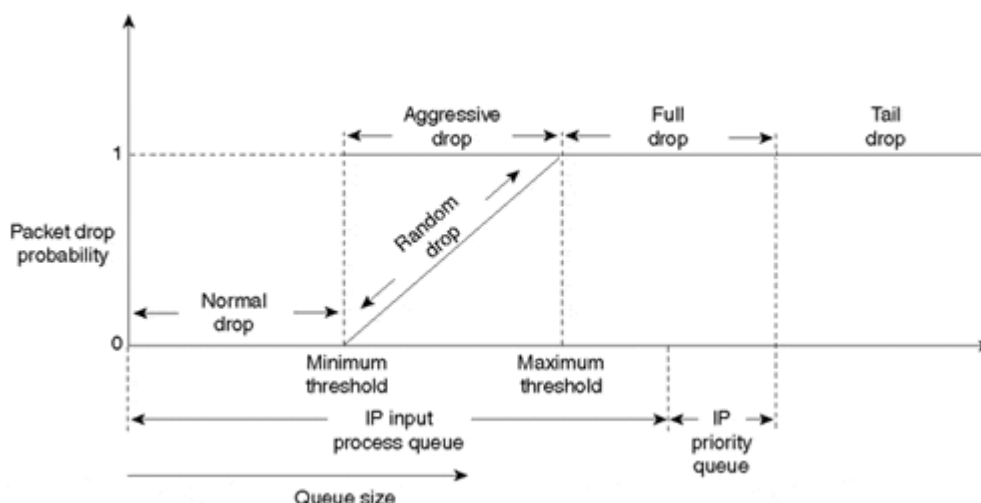 Aggressive
drop
Full
drop
Tail
drop
1
Random
drop
Packet drop
probability
Normal
drop
0
Minimum
threshold
Maximum
threshold
IP input
process queue
IP
priority
queue
Queue size